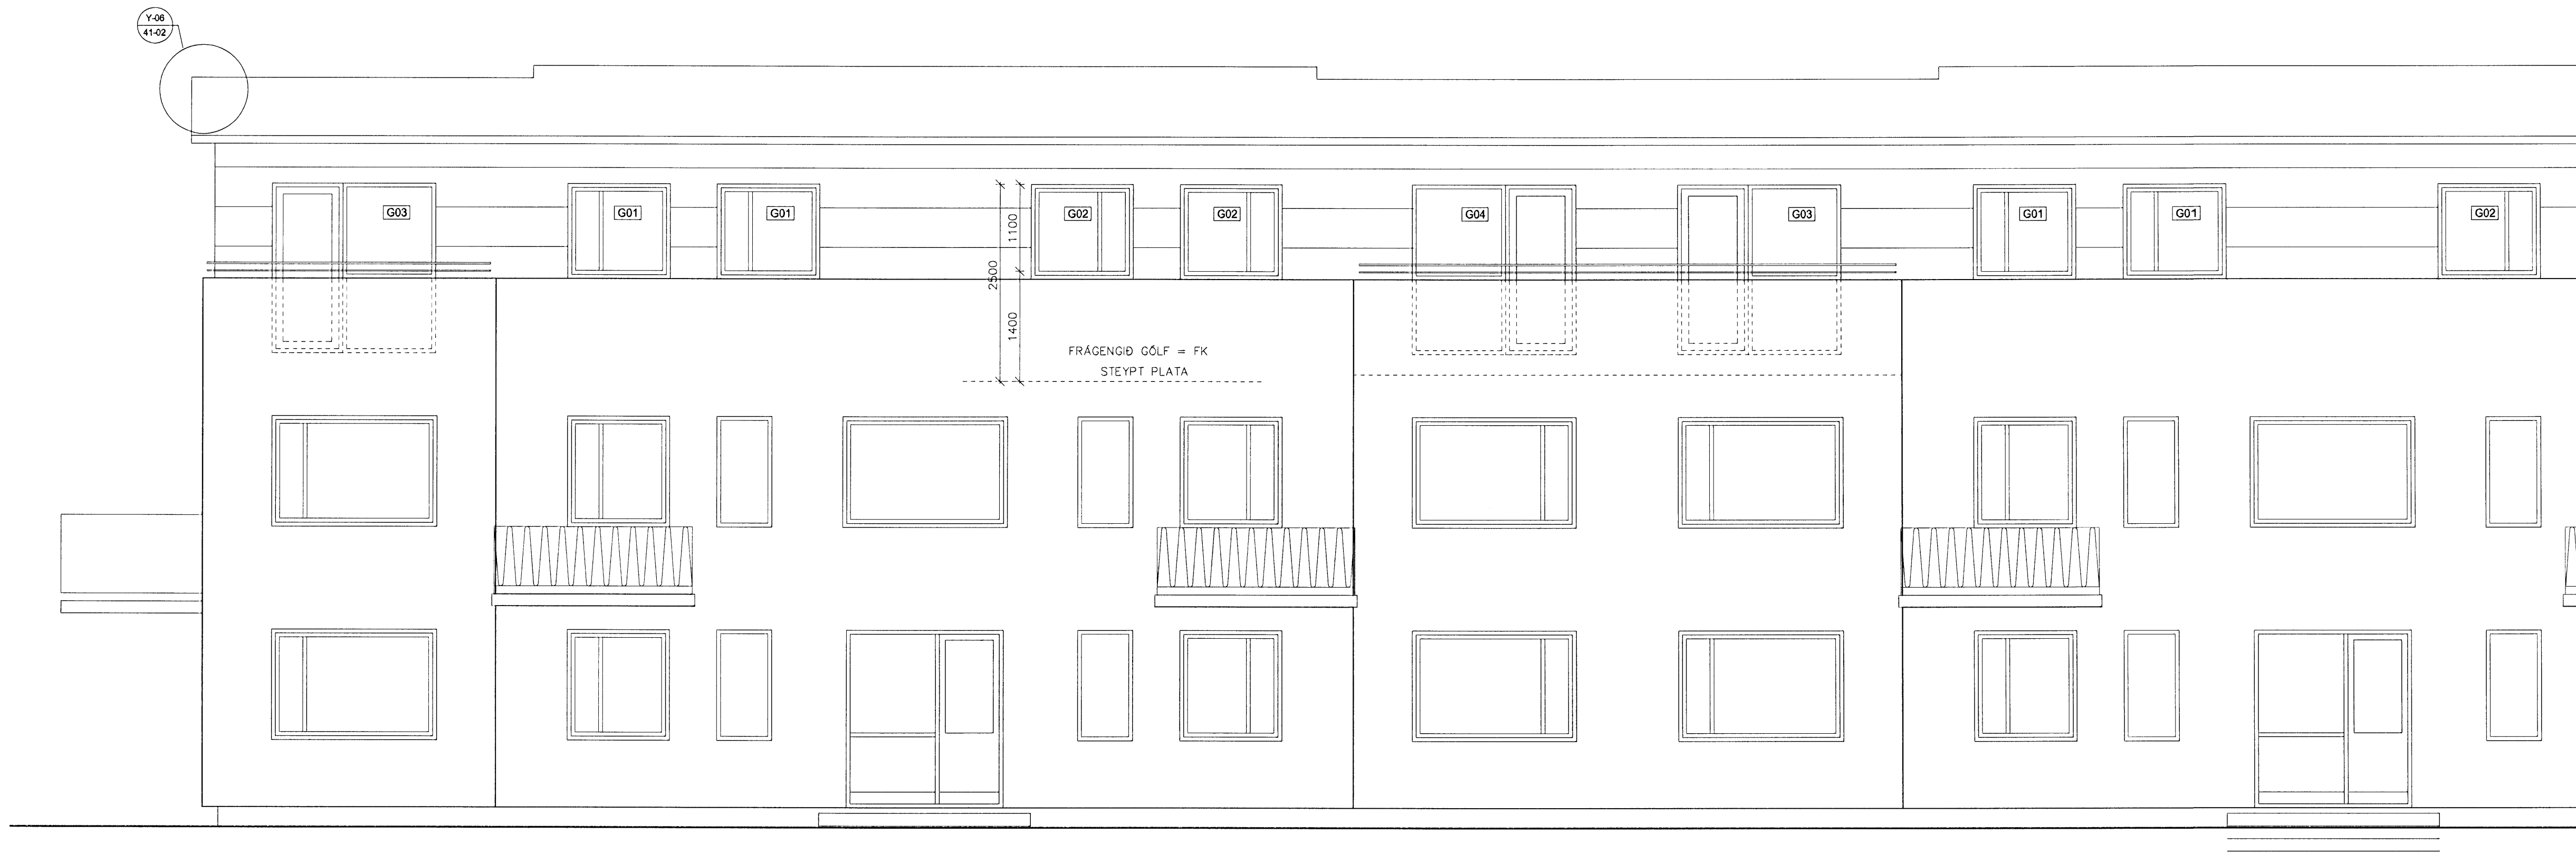 Y-06
41-02
G03
G01
G01
G02
G02
G04
G03
G01
G01
G02
1100
2500
1400
FRÁGENGIÐ GÓLF = FK
STEYPT PLATA